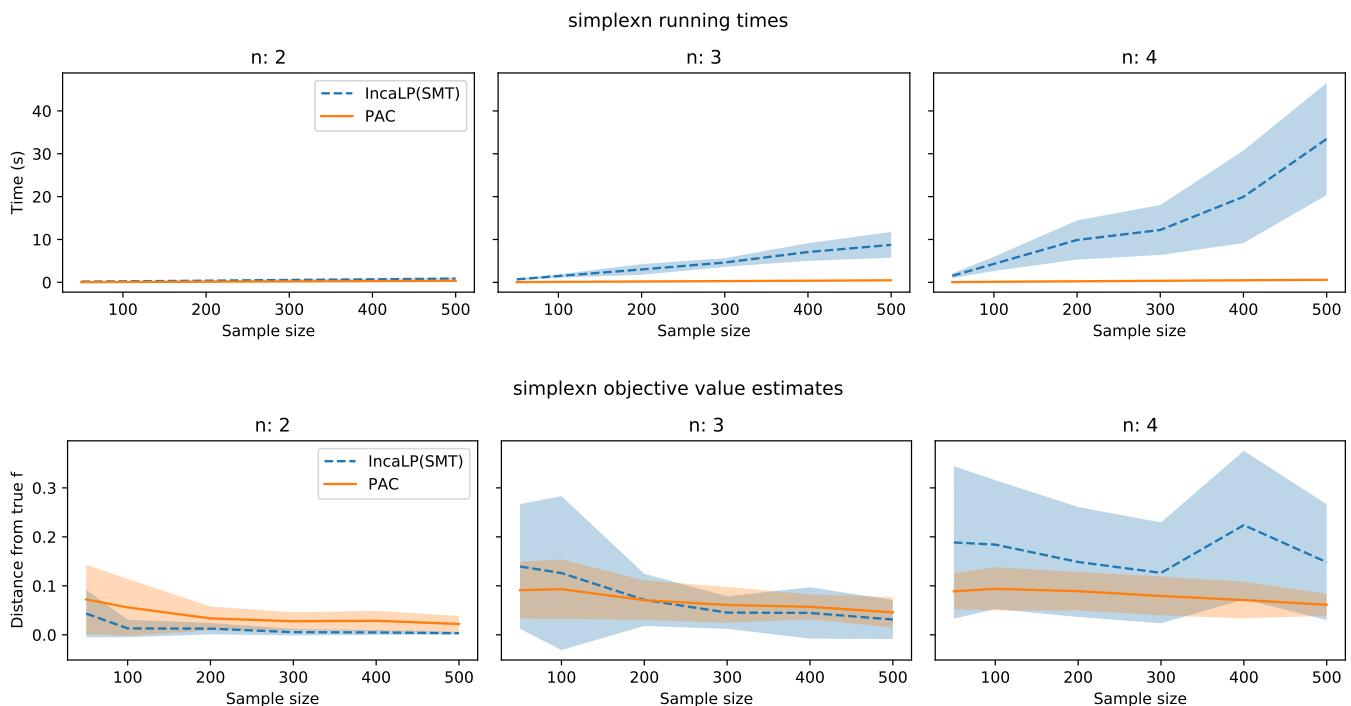 simplexn running times
n: 2
n: 3
n: 4
IncaLP(SMT)
PAC
Time (s)
40
30
20
10
0
100 200 300 400 500
100 200 300 400 500
100 200 300 400 500
Sample size
Sample size
Sample size
simplexn objective value estimates
n: 2
n: 3
n: 4
IncaLP(SMT)
PAC
Distance from true f
0.3
0.2
0.1
0.0
100 200 300 400 500
100 200 300 400 500
100 200 300 400 500
Sample size
Sample size
Sample size